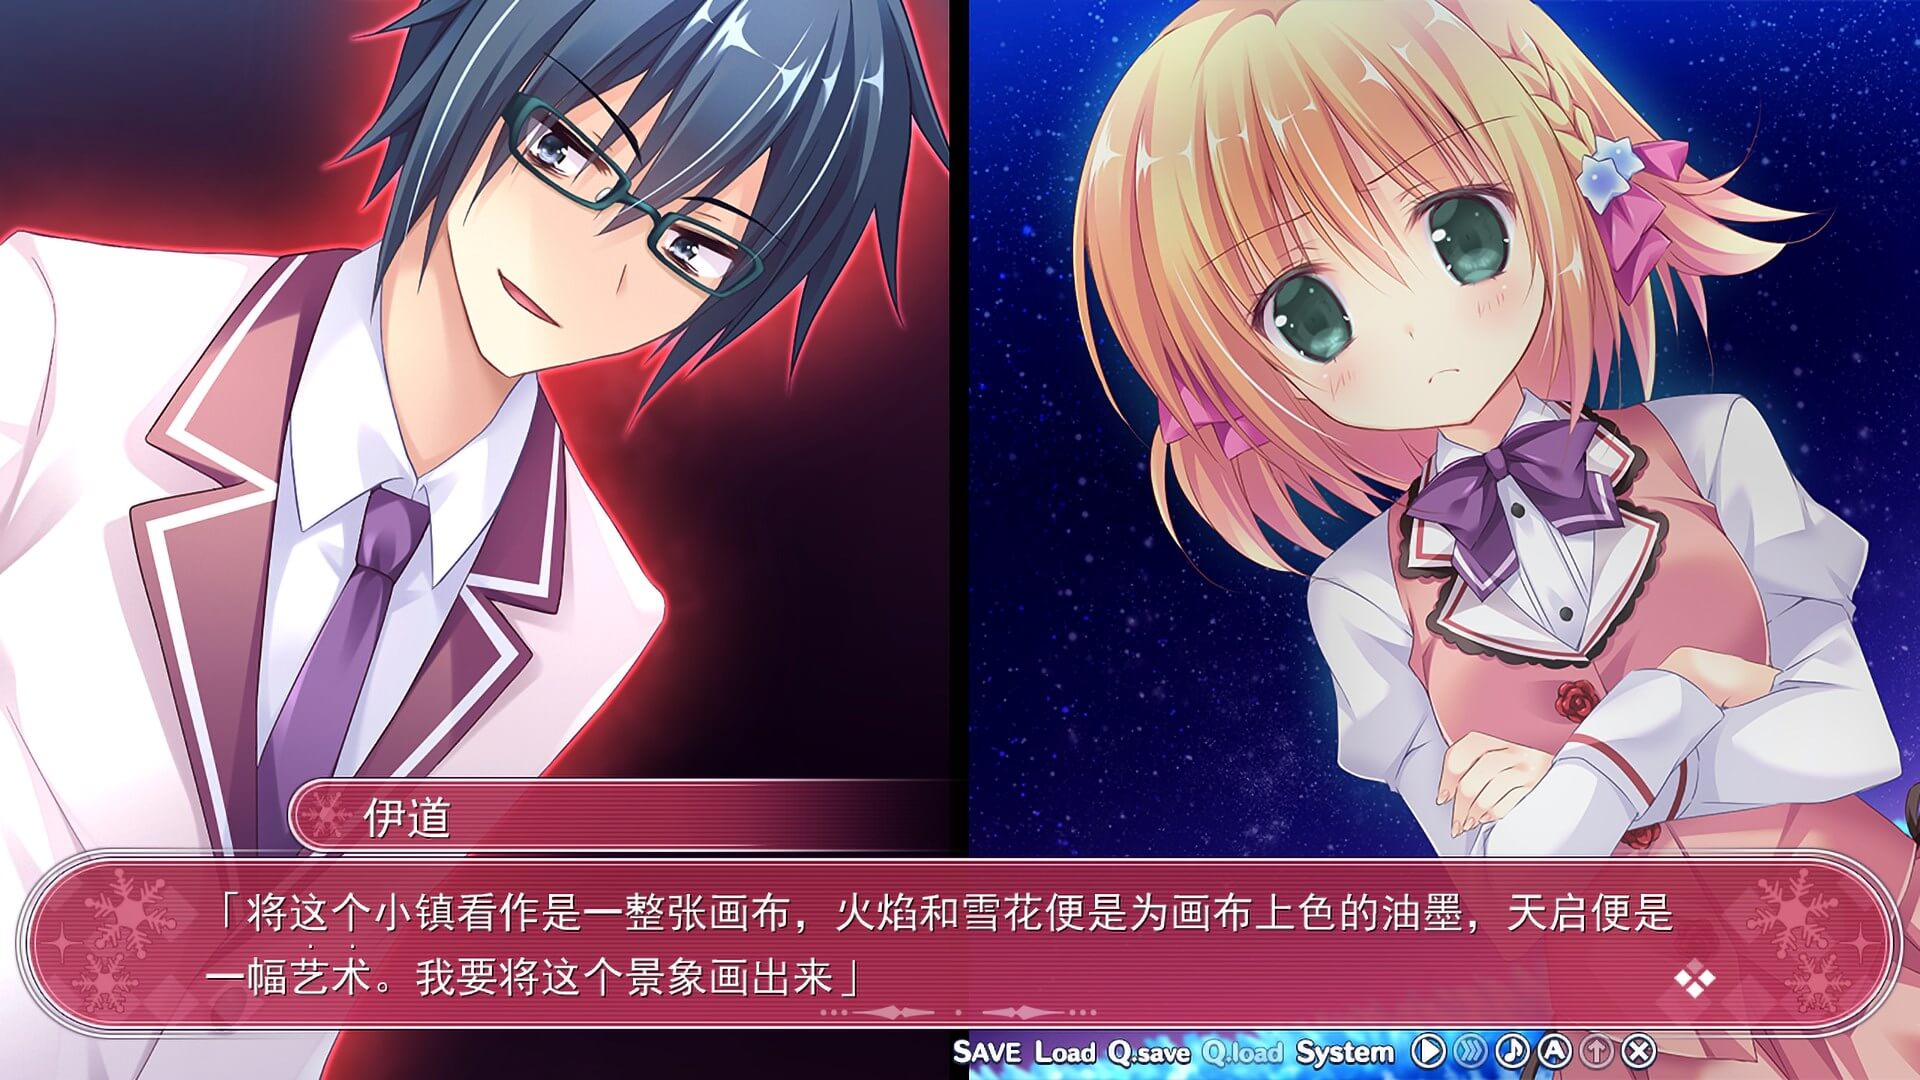 伊道
「将这个小镇看作是一整张画布，火焰和雪花便是为画布上色的油墨，天启便是
一幅艺术。我要将这个景象画出来」
SAVE Load Q.save Q.load System A